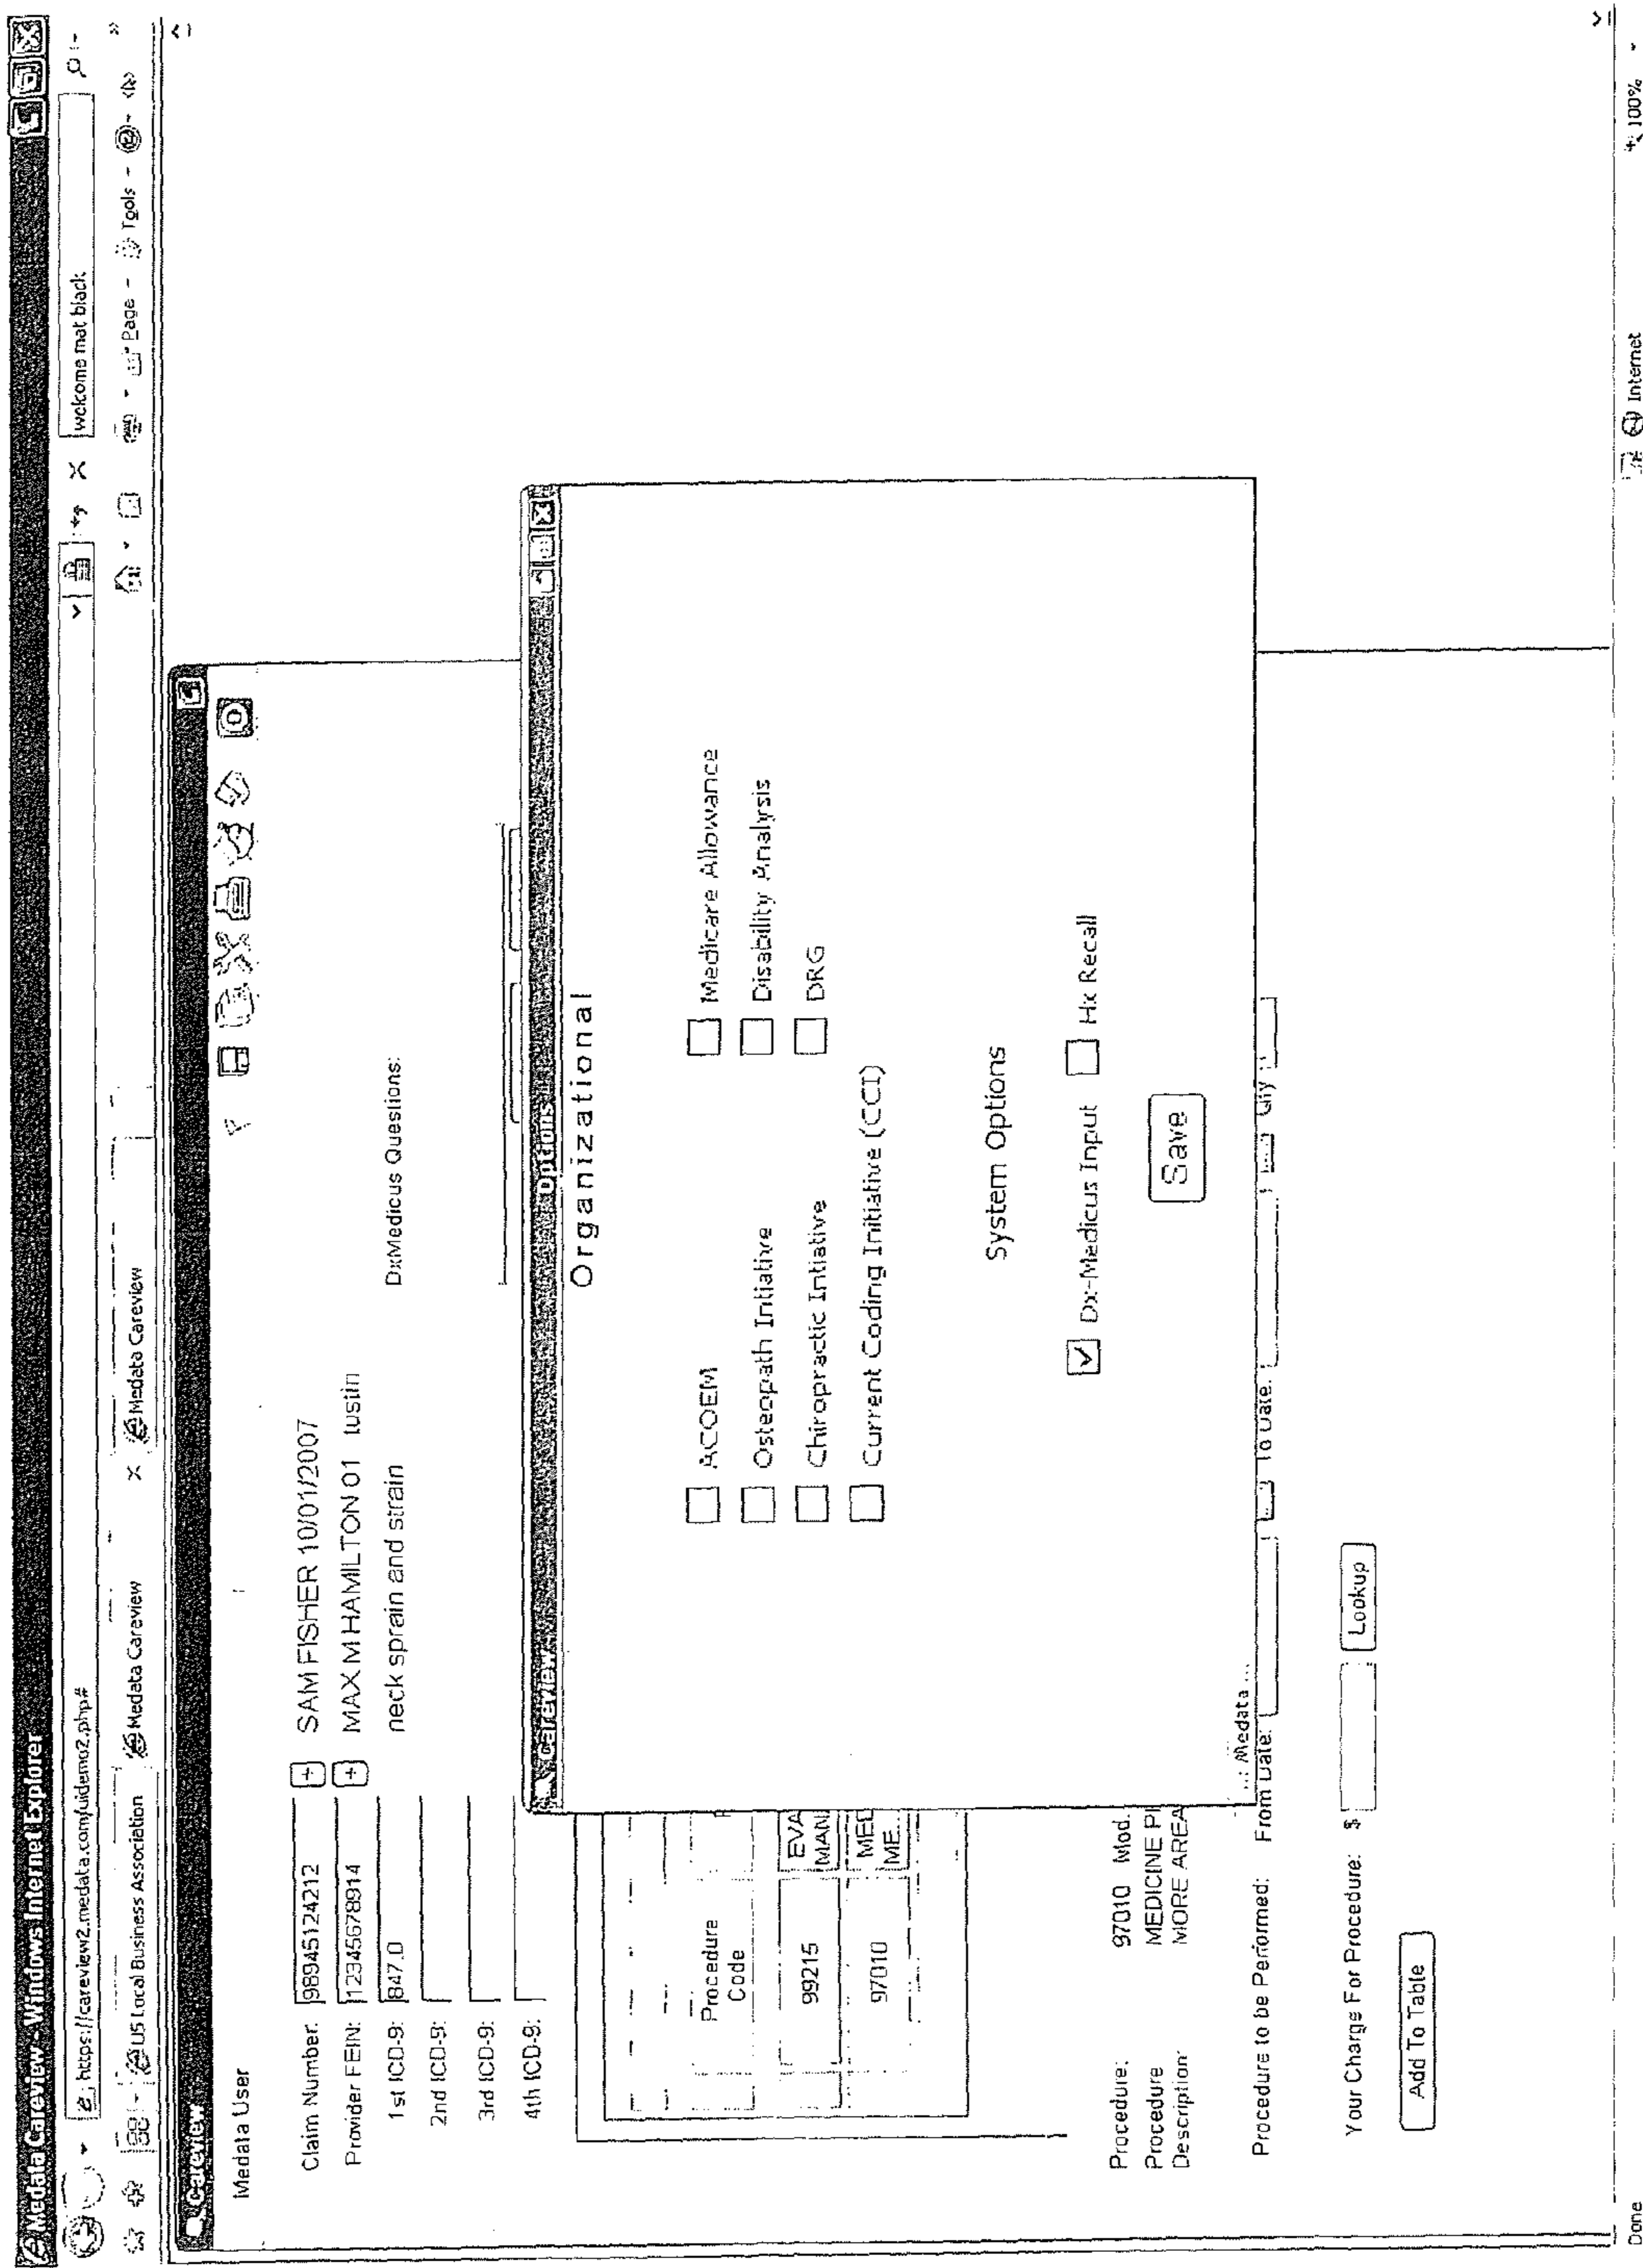 Medata Careview - Windows Internet Explorer
https://careview2.medata.com/uidemo2.php#
welcome mat black
US Local Business Association
Medata Careview
Medata Careview
Page
Tools
Careview
Medata User
Claim Number: 98945124212 SAM FISHER 10/01/2007
Provider FEIN: 12345678914 MAX M HAMILTON 01 tustin
1st ICD-9: 847.0 neck sprain and strain DxMedicus Questions:
2nd ICD-9:
3rd ICD-9:
4th ICD-9:
Careview Options
Organizational
ACOEM Medicare Allowance
Osteopath Intiative Disability Analysis
Chiropractic Intiative DRG
Current Coding Initiative (CCI)
System Options
Dx-Medicus Input Hx Recall
Save
...: Medata ...
Procedure Code
99215 EVA MANI
97010 MED ME.
Procedure: 97010 Mod.
Procedure MEDICINE PI
Description: MORE AREA
Procedure to be Performed: From Date: To Date: Qty
Your Charge For Procedure: $ Lookup
Add To Table
Done Internet 100%